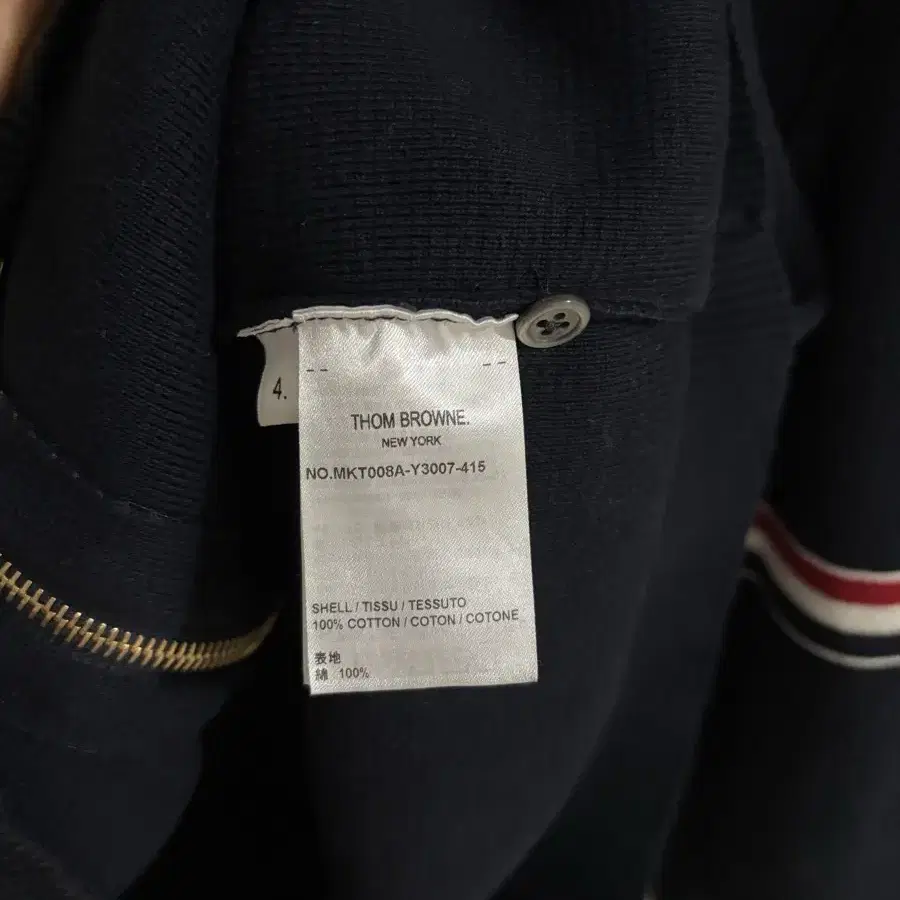 4.
THOM BROWNE.
NEW YORK
NO.MKT008A-Y3007-415
SHELL / TISSU / TESSUTO
100% COTTON / COTON / COTONE
表地
綿 100%